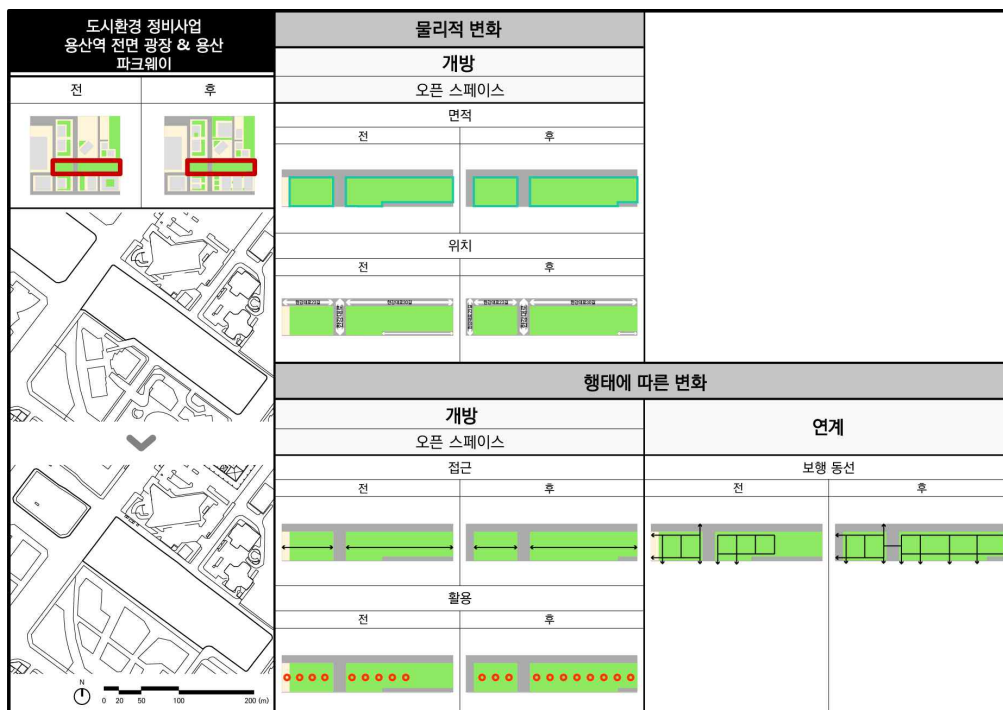 도시환경 정비사업
용산역 전면 광장 & 용산
파크웨이
전
후
물리적 변화
개방
오픈 스페이스
면적
전
후
위치
전
후
행태에 따른 변화
개방
오픈 스페이스
접근
전
후
활용
전
후
연계
보행 동선
전
후
N
0 20 50 100 200 (m)